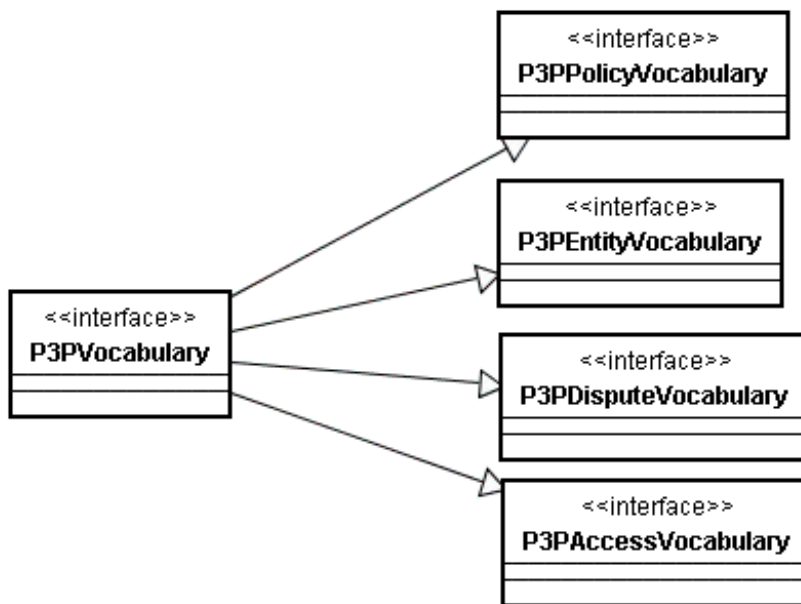 <<interface>>
P3PPolicyVocabulary
<<interface>>
P3PEntityVocabulary
<<interface>>
P3PVocabulary
<<interface>>
P3PDisputeVocabulary
<<interface>>
P3PAccessVocabulary